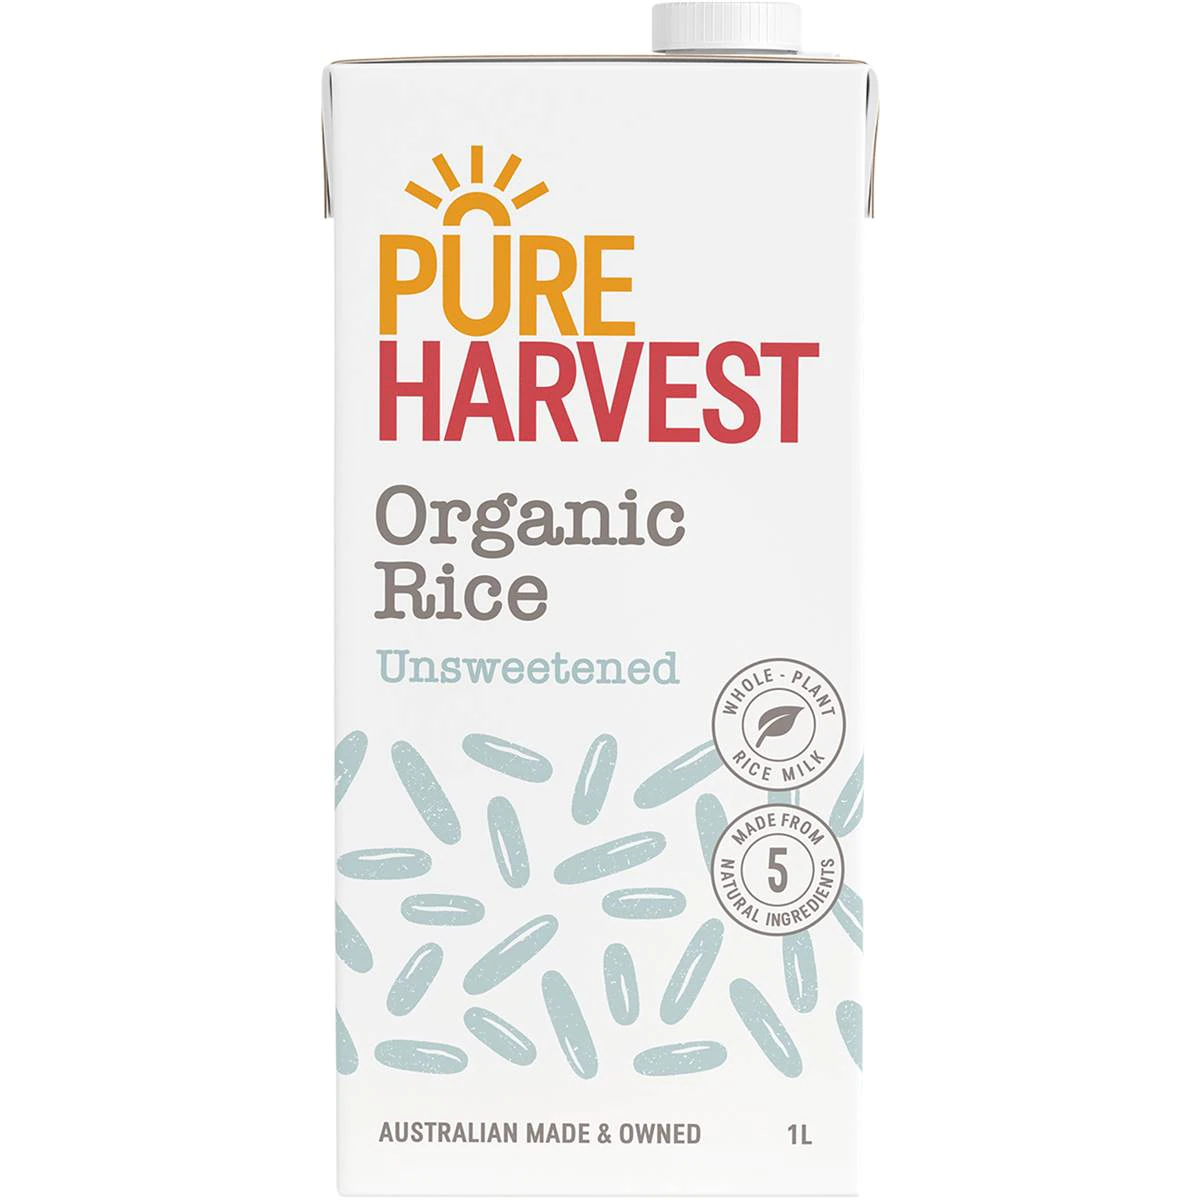 PURE
HARVEST
Organic
Rice
Unsweetened
WHOLE - PLANT
RICE MILK
MADE FROM
5
NATURAL INGREDIENTS
AUSTRALIAN MADE & OWNED
1L